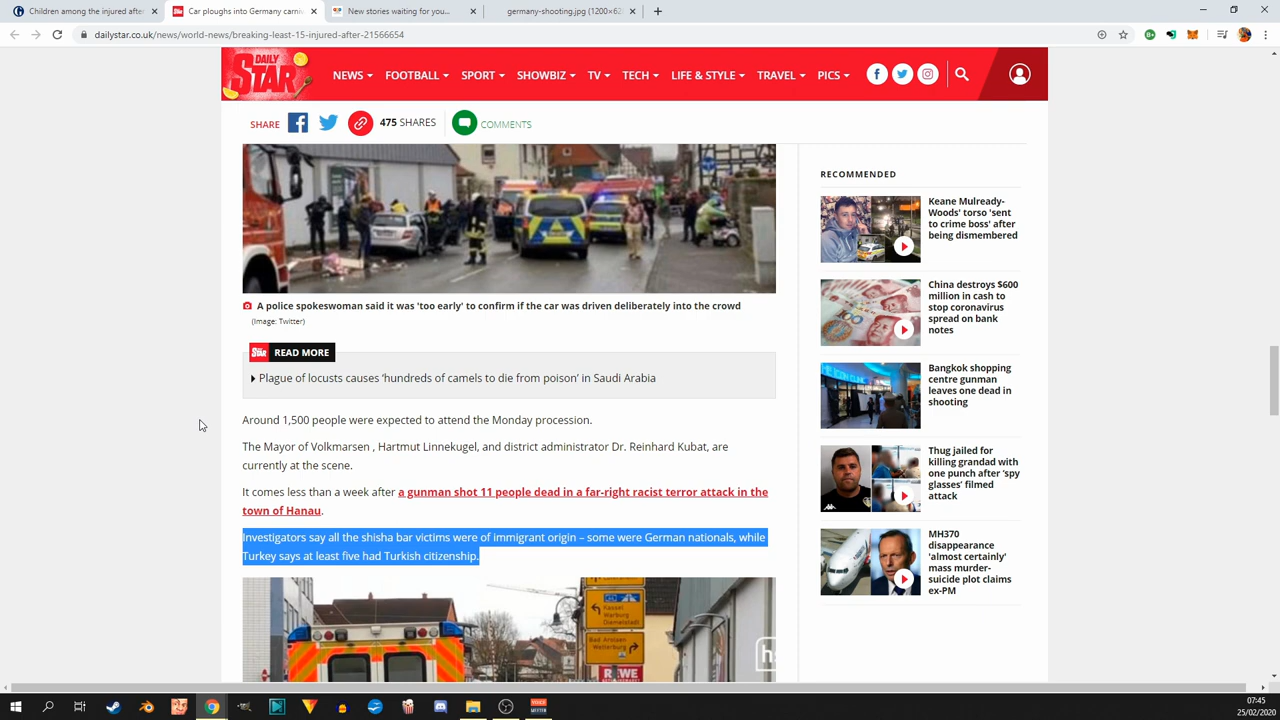 Children among the injured after
Car ploughs into Germany carniv
New stories waiting for you...
germany-shooting.jpg (1200×62
dailystar.co.uk/news/world-news/breaking-least-15-injured-after-21566654
DAILY
STAR
NEWS
FOOTBALL
SPORT
SHOWBIZ
TV
TECH
LIFE & STYLE
TRAVEL
PICS
SHARE
475 SHARES
COMMENTS
A police spokeswoman said it was 'too early' to confirm if the car was driven deliberately into the crowd
(Image: Twitter)
STAR READ MORE
Plague of locusts causes ‘hundreds of camels to die from poison’ in Saudi Arabia
Around 1,500 people were expected to attend the Monday procession.
The Mayor of Volkmarsen , Hartmut Linnekugel, and district administrator Dr. Reinhard Kubat, are
currently at the scene.
It comes less than a week after a gunman shot 11 people dead in a far-right racist terror attack in the
town of Hanau.
Investigators say all the shisha bar victims were of immigrant origin – some were German nationals, while
Turkey says at least five had Turkish citizenship.
Kassel
Warburg
Diemelstadt
Bad Arolsen
REWE
RECOMMENDED
Keane Mulready-
Woods' torso 'sent
to crime boss' after
being dismembered
China destroys $600
million in cash to
stop coronavirus
spread on bank
notes
Bangkok shopping
centre gunman
leaves one dead in
shooting
Thug jailed for
killing grandad with
one punch after ‘spy
glasses’ filmed
attack
MH370
disappearance
'almost certainly'
mass murder-
suicide plot claims
ex-PM
07:45
25/02/2020